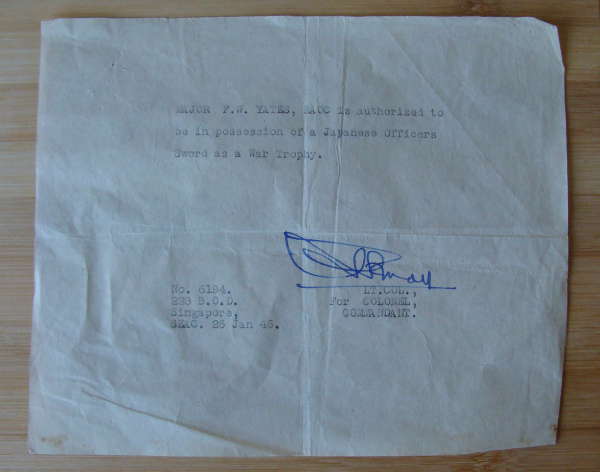 MAJOR F.W. YATES, RAOC is authorized to
be in possession of a Japanese Officers
Sword as a War Trophy.
No. 6194.
223 B.O.D.
Singapore,
SEAC. 26 Jan 46.
LT.COL.,
For COLONEL,
COMMANDANT.